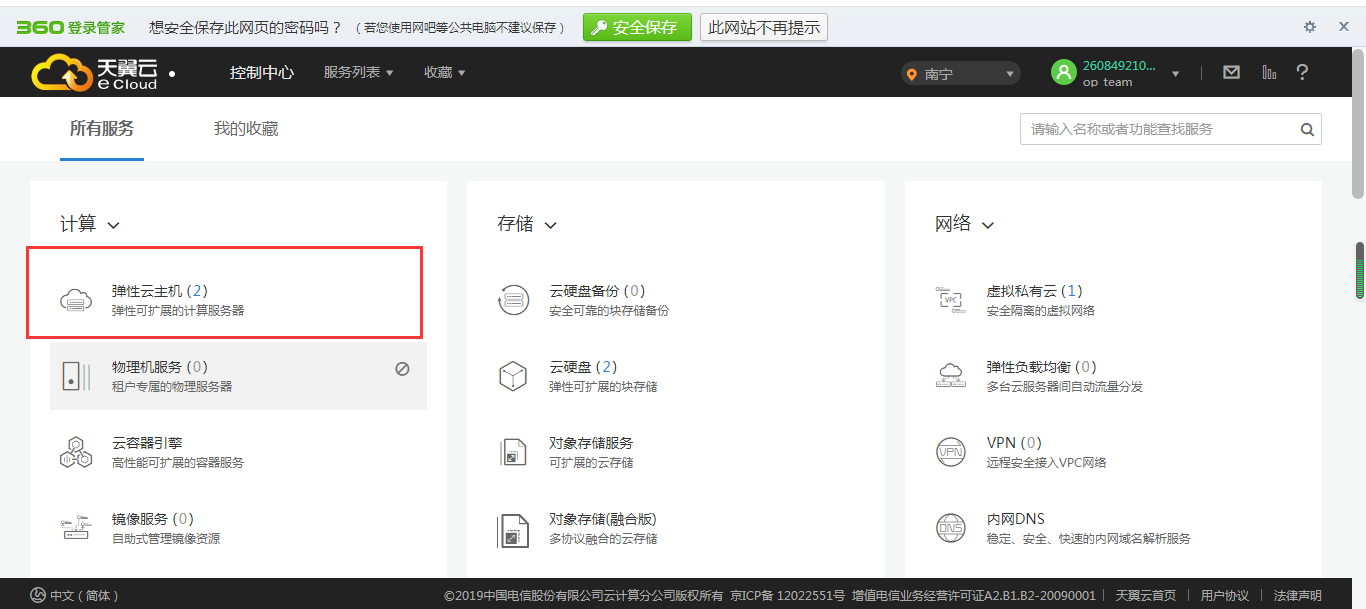 360 登录管家 想安全保存此网页的密码吗？ （若您使用网吧等公共电脑不建议保存） 安全保存 此网站不再提示
天翼云 e Cloud 控制中心 服务列表 收藏 南宁 260849210... op_team
所有服务 我的收藏 请输入名称或者功能查找服务
计算
弹性云主机 (2)
弹性可扩展的计算服务器
物理机服务 (0)
租户专属的物理服务器
云容器引擎
高性能可扩展的容器服务
镜像服务 (0)
自助式管理镜像资源
存储
云硬盘备份 (0)
安全可靠的块存储备份
云硬盘 (2)
弹性可扩展的块存储
对象存储服务
可扩展的云存储
对象存储(融合版)
多协议融合的云存储
网络
VPC
虚拟私有云 (1)
安全隔离的虚拟网络
弹性负载均衡 (0)
多台云服务器间自动流量分发
VPN
VPN (0)
远程安全接入VPC网络
DNS
内网DNS
稳定、安全、快速的内网域名解析服务
中文（简体） ©2019中国电信股份有限公司云计算分公司版权所有 京ICP备 12022551号 增值电信业务经营许可证A2.B1.B2-20090001 天翼云首页 用户协议 法律声明